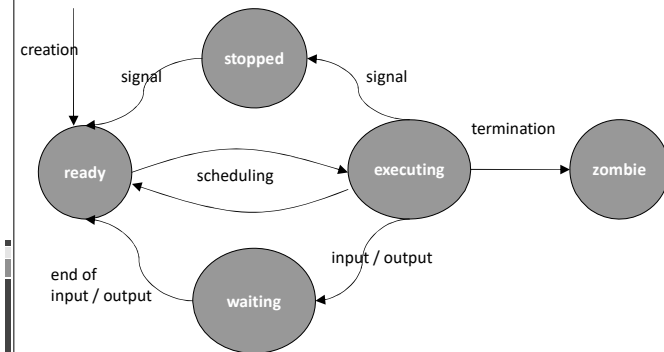 creation
stopped
signal
signal
termination
ready
scheduling
executing
zombie
input / output
end of
input / output
waiting